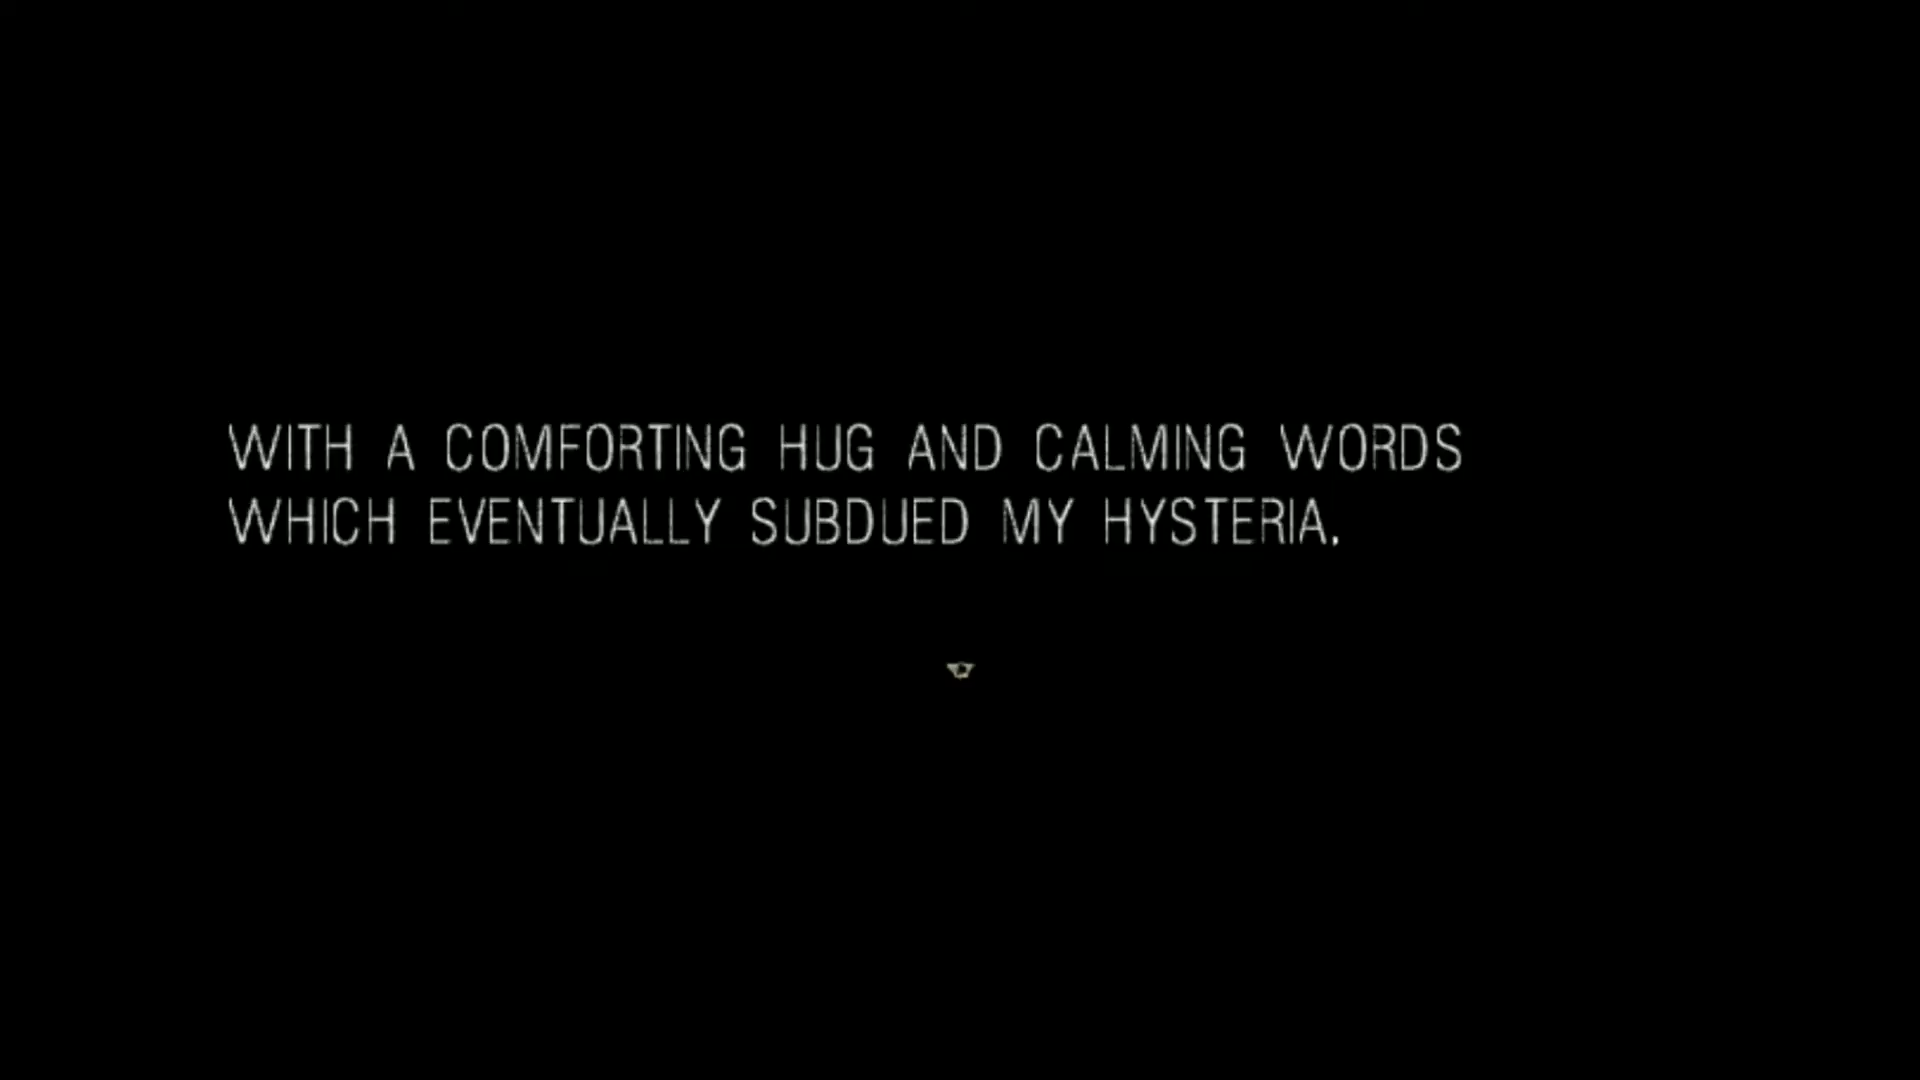 WITH A COMFORTING HUG AND CALMING WORDS
WHICH EVENTUALLY SUBDUED MY HYSTERIA.